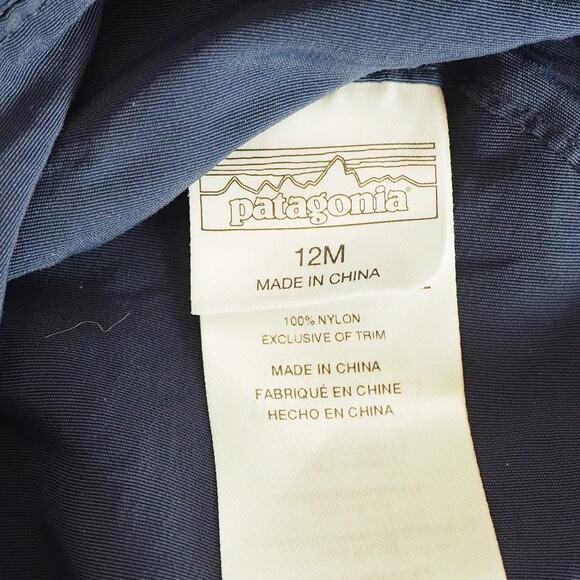 patagonia®
12M
MADE IN CHINA
100% NYLON
EXCLUSIVE OF TRIM
MADE IN CHINA
FABRIQUÉ EN CHINE
HECHO EN CHINA